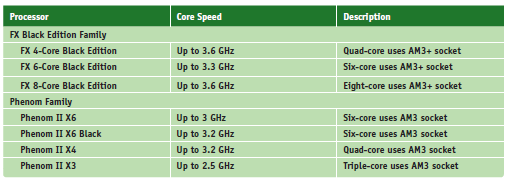 Processor Core Speed Description
FX Black Edition Family
FX 4-Core Black Edition Up to 3.6 GHz Quad-core uses AM3+ socket
FX 6-Core Black Edition Up to 3.3 GHz Six-core uses AM3+ socket
FX 8-Core Black Edition Up to 3.6 GHz Eight-core uses AM3+ socket
Phenom Family
Phenom II X6 Up to 3 GHz Six-core uses AM3 socket
Phenom II X6 Black Up to 3.2 GHz Six-core uses AM3 socket
Phenom II X4 Up to 3.2 GHz Quad-core uses AM3 socket
Phenom II X3 Up to 2.5 GHz Triple-core uses AM3 socket